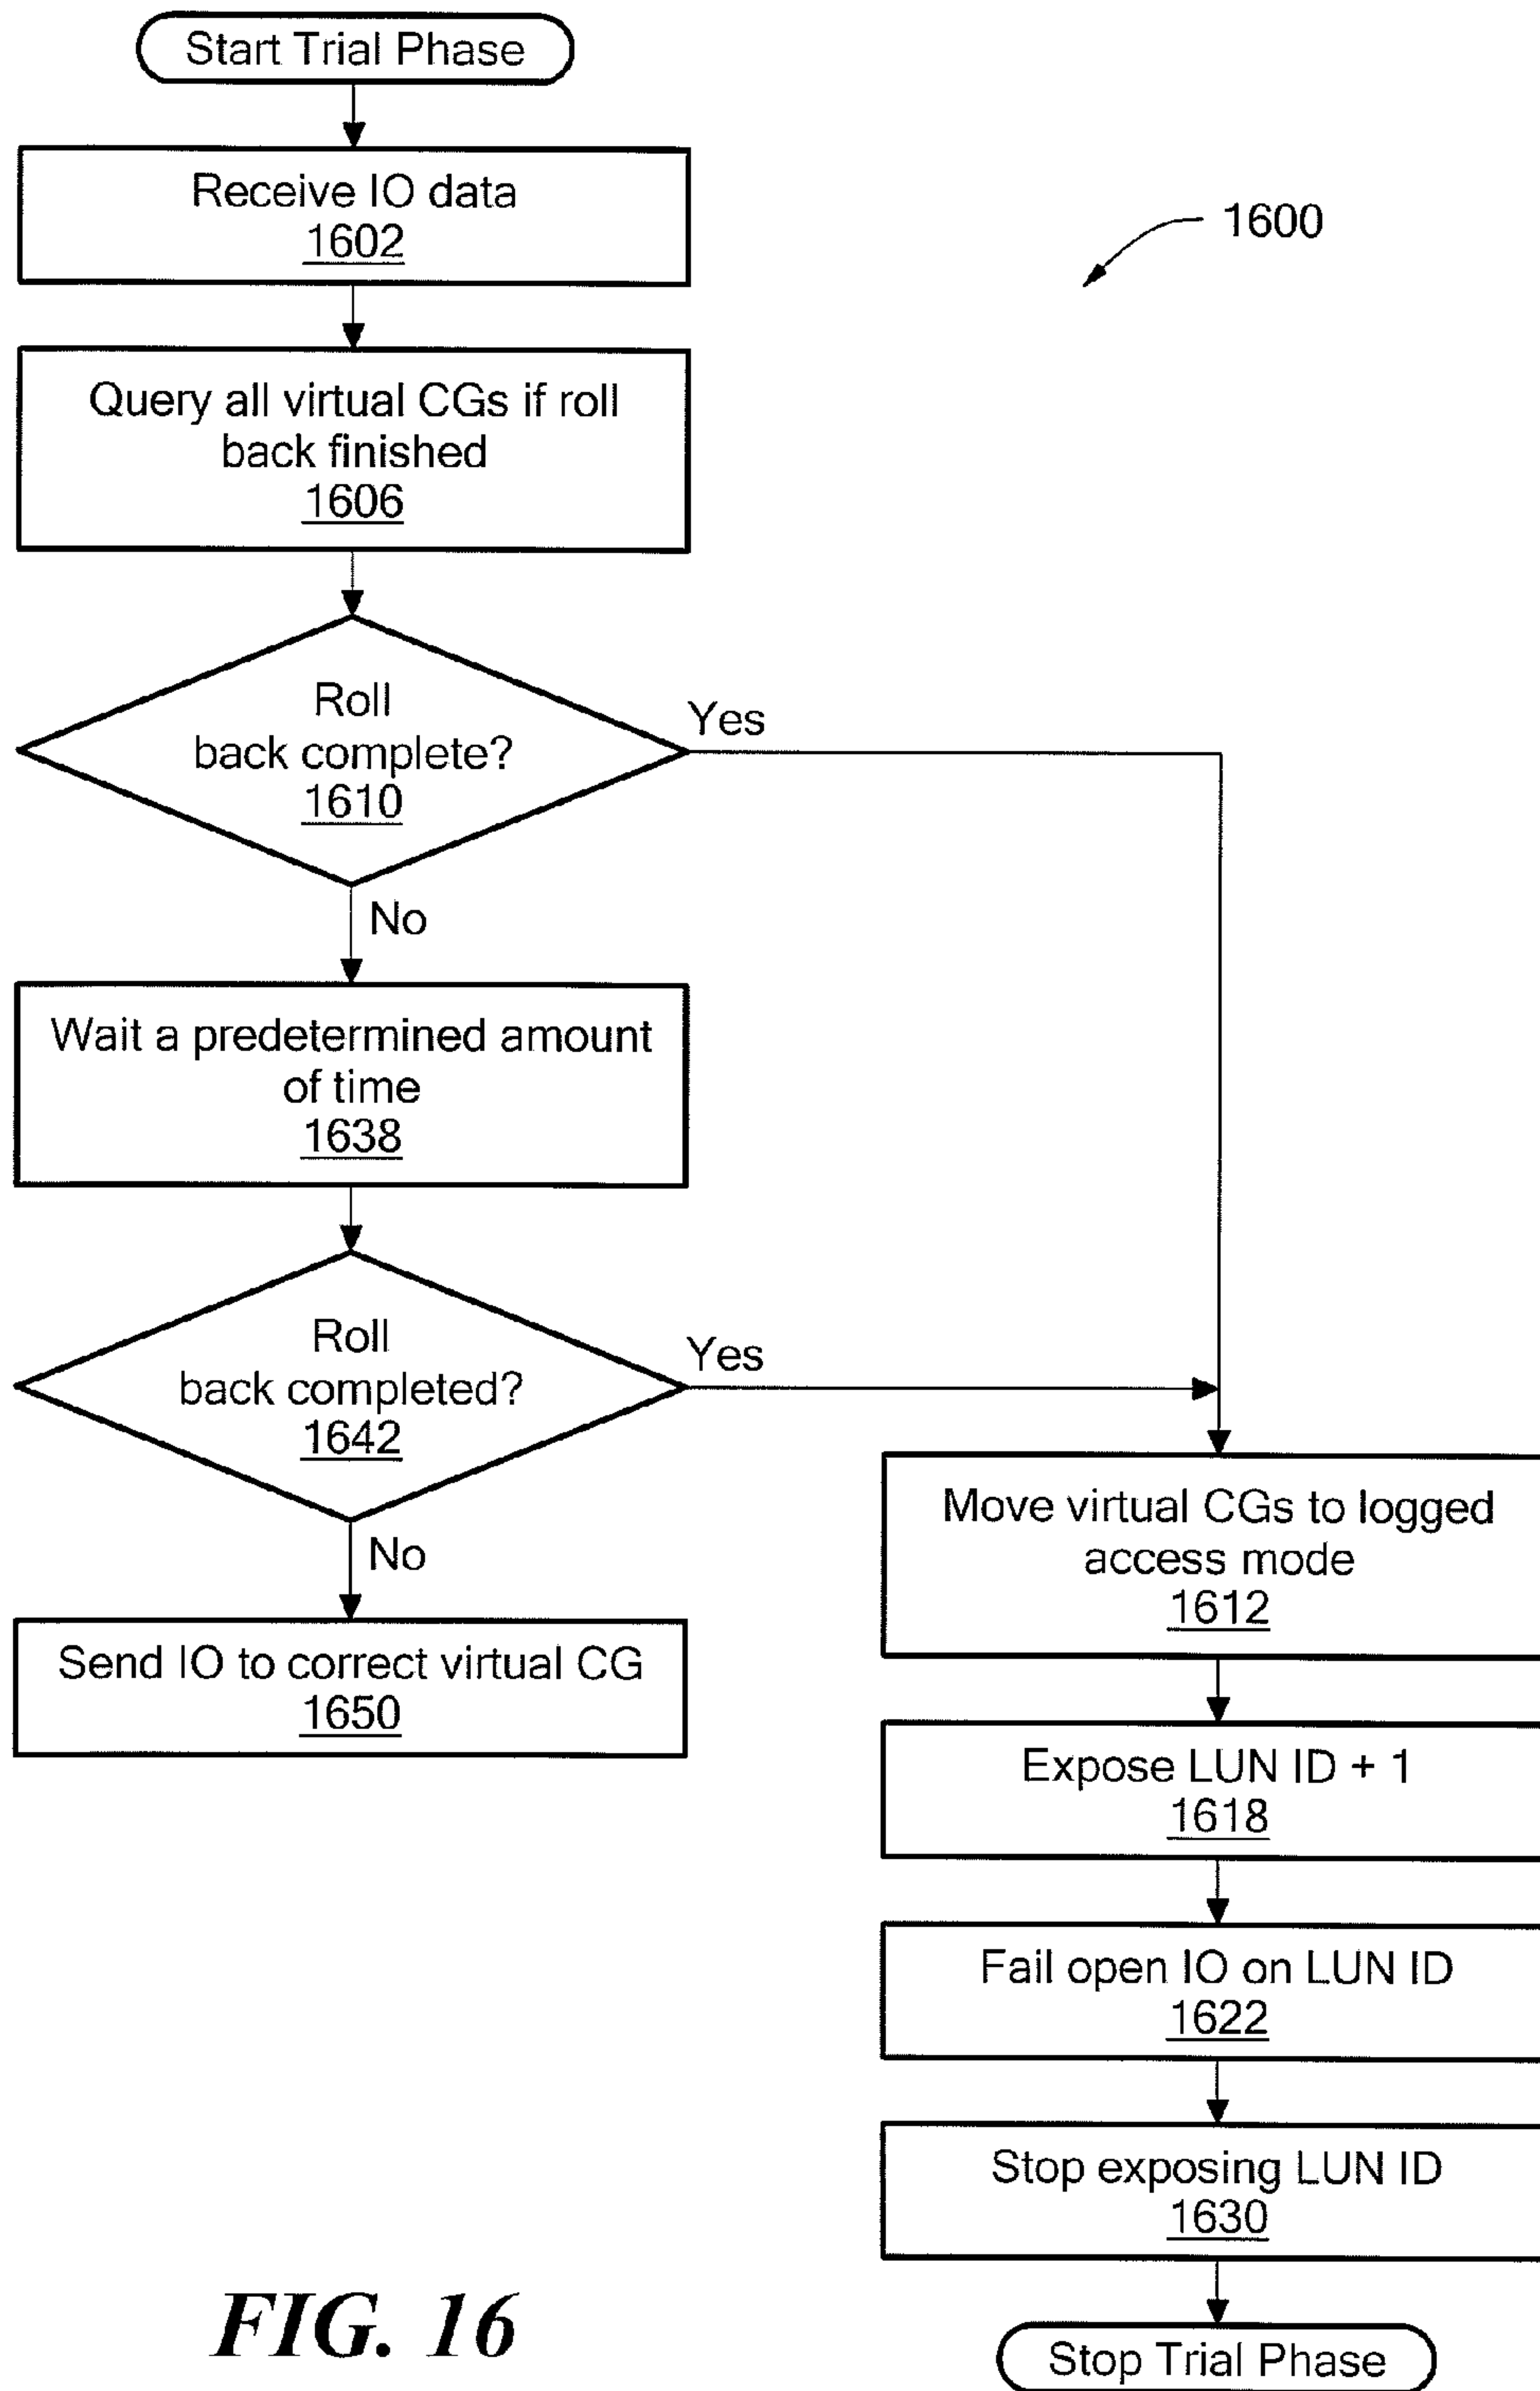 Start Trial Phase
Receive IO data
1602
1600
Query all virtual CGs if roll
back finished
1606
Roll
back complete?
1610
Yes
No
Wait a predetermined amount
of time
1638
Roll
back completed?
1642
Yes
No
Send IO to correct virtual CG
1650
Move virtual CGs to logged
access mode
1612
Expose LUN ID + 1
1618
Fail open IO on LUN ID
1622
Stop exposing LUN ID
1630
Stop Trial Phase
FIG. 16